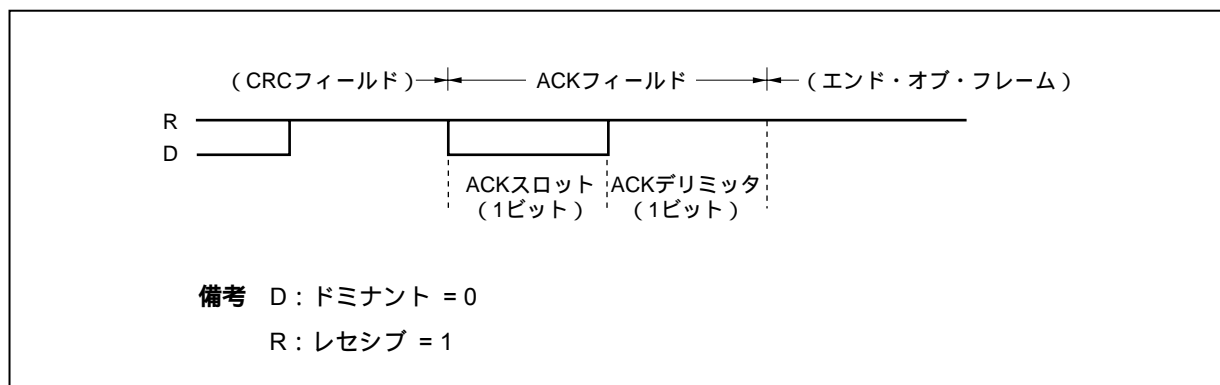 （CRCフィールド） ACKフィールド （エンド・オブ・フレーム）
R
D
ACKスロット ACKデリミッタ
（1ビット） （1ビット）
備考 D：ドミナント = 0
R：レセシブ = 1